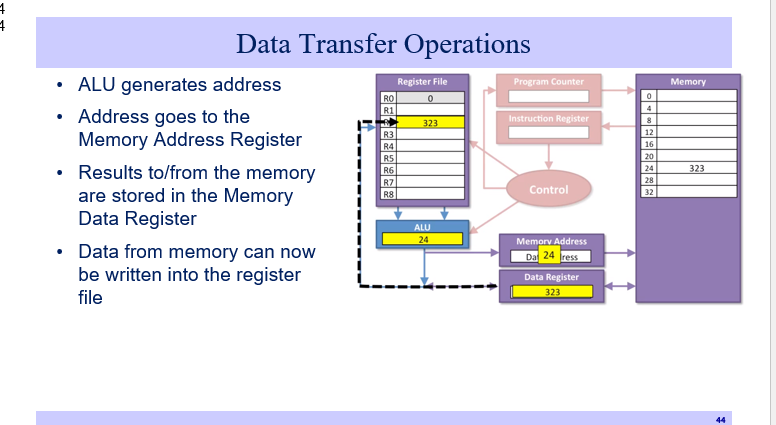 4
4
Data Transfer Operations
• ALU generates address
• Address goes to the
Memory Address Register
• Results to/from the memory
are stored in the Memory
Data Register
• Data from memory can now
be written into the register
file
Register File
R0 0
R1
323
R3
R4
R5
R6
R7
R8
ALU
24
Program Counter
Instruction Register
Control
Memory Address
24
Data Register
323
Memory
0
4
8
12
16
20
24 323
28
32
44